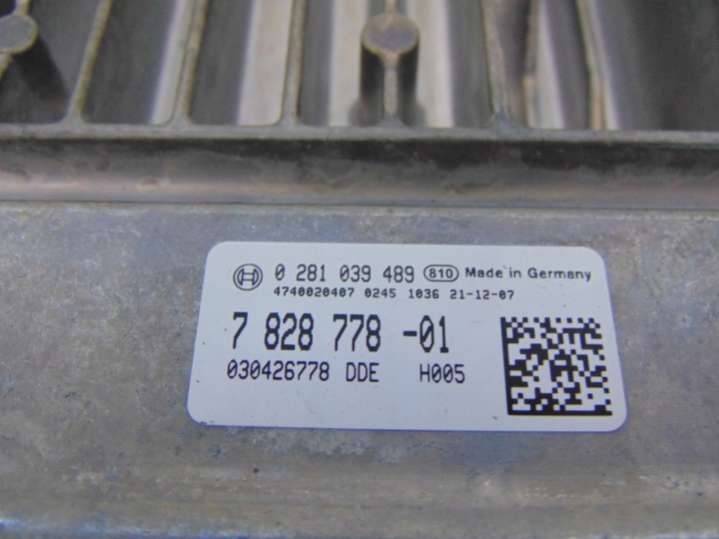 0 281 039 489 810 Made in Germany
4740020407 0245 1036 21-12-07
7 828 778 -01
030426778 DDE H005